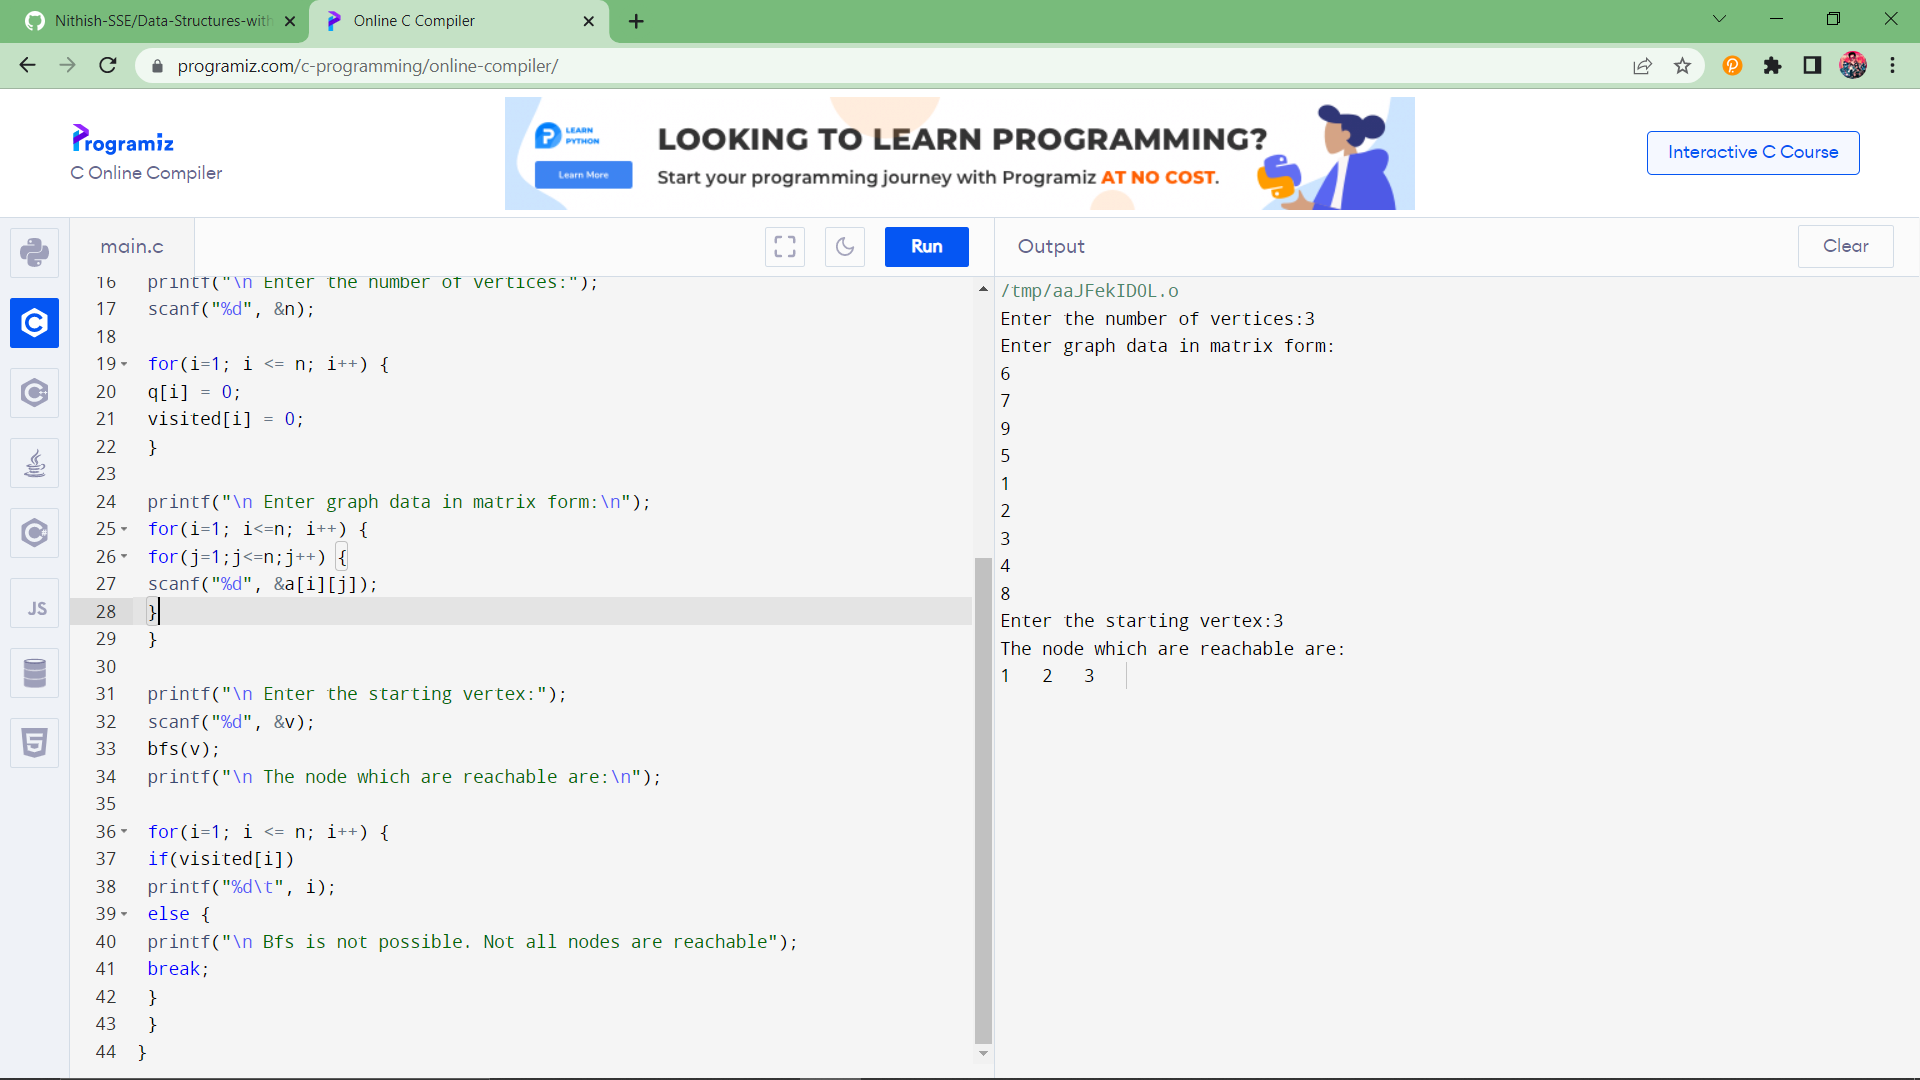 Nithish-SSE/Data-Structures-with
Online C Compiler
programiz.com/c-programming/online-compiler/
Programiz
C Online Compiler
LEARN PYTHON
Learn More
LOOKING TO LEARN PROGRAMMING?
Start your programming journey with Programiz AT NO COST.
Interactive C Course
main.c
Run
Output
Clear
JS
16 printf("\n Enter the number of vertices:");
17 scanf("%d", &n);
18
19 for(i=1; i <= n; i++) {
20 q[i] = 0;
21 visited[i] = 0;
22 }
23
24 printf("\n Enter graph data in matrix form:\n");
25 for(i=1; i<=n; i++) {
26 for(j=1;j<=n;j++) {
27 scanf("%d", &a[i][j]);
28 }
29 }
30
31 printf("\n Enter the starting vertex:");
32 scanf("%d", &v);
33 bfs(v);
34 printf("\n The node which are reachable are:\n");
35
36 for(i=1; i <= n; i++) {
37 if(visited[i])
38 printf("%d\t", i);
39 else {
40 printf("\n Bfs is not possible. Not all nodes are reachable");
41 break;
42 }
43 }
44 }
/tmp/aaJFekIDOL.o
Enter the number of vertices:3
Enter graph data in matrix form:
6
7
9
5
1
2
3
4
8
Enter the starting vertex:3
The node which are reachable are:
1 2 3